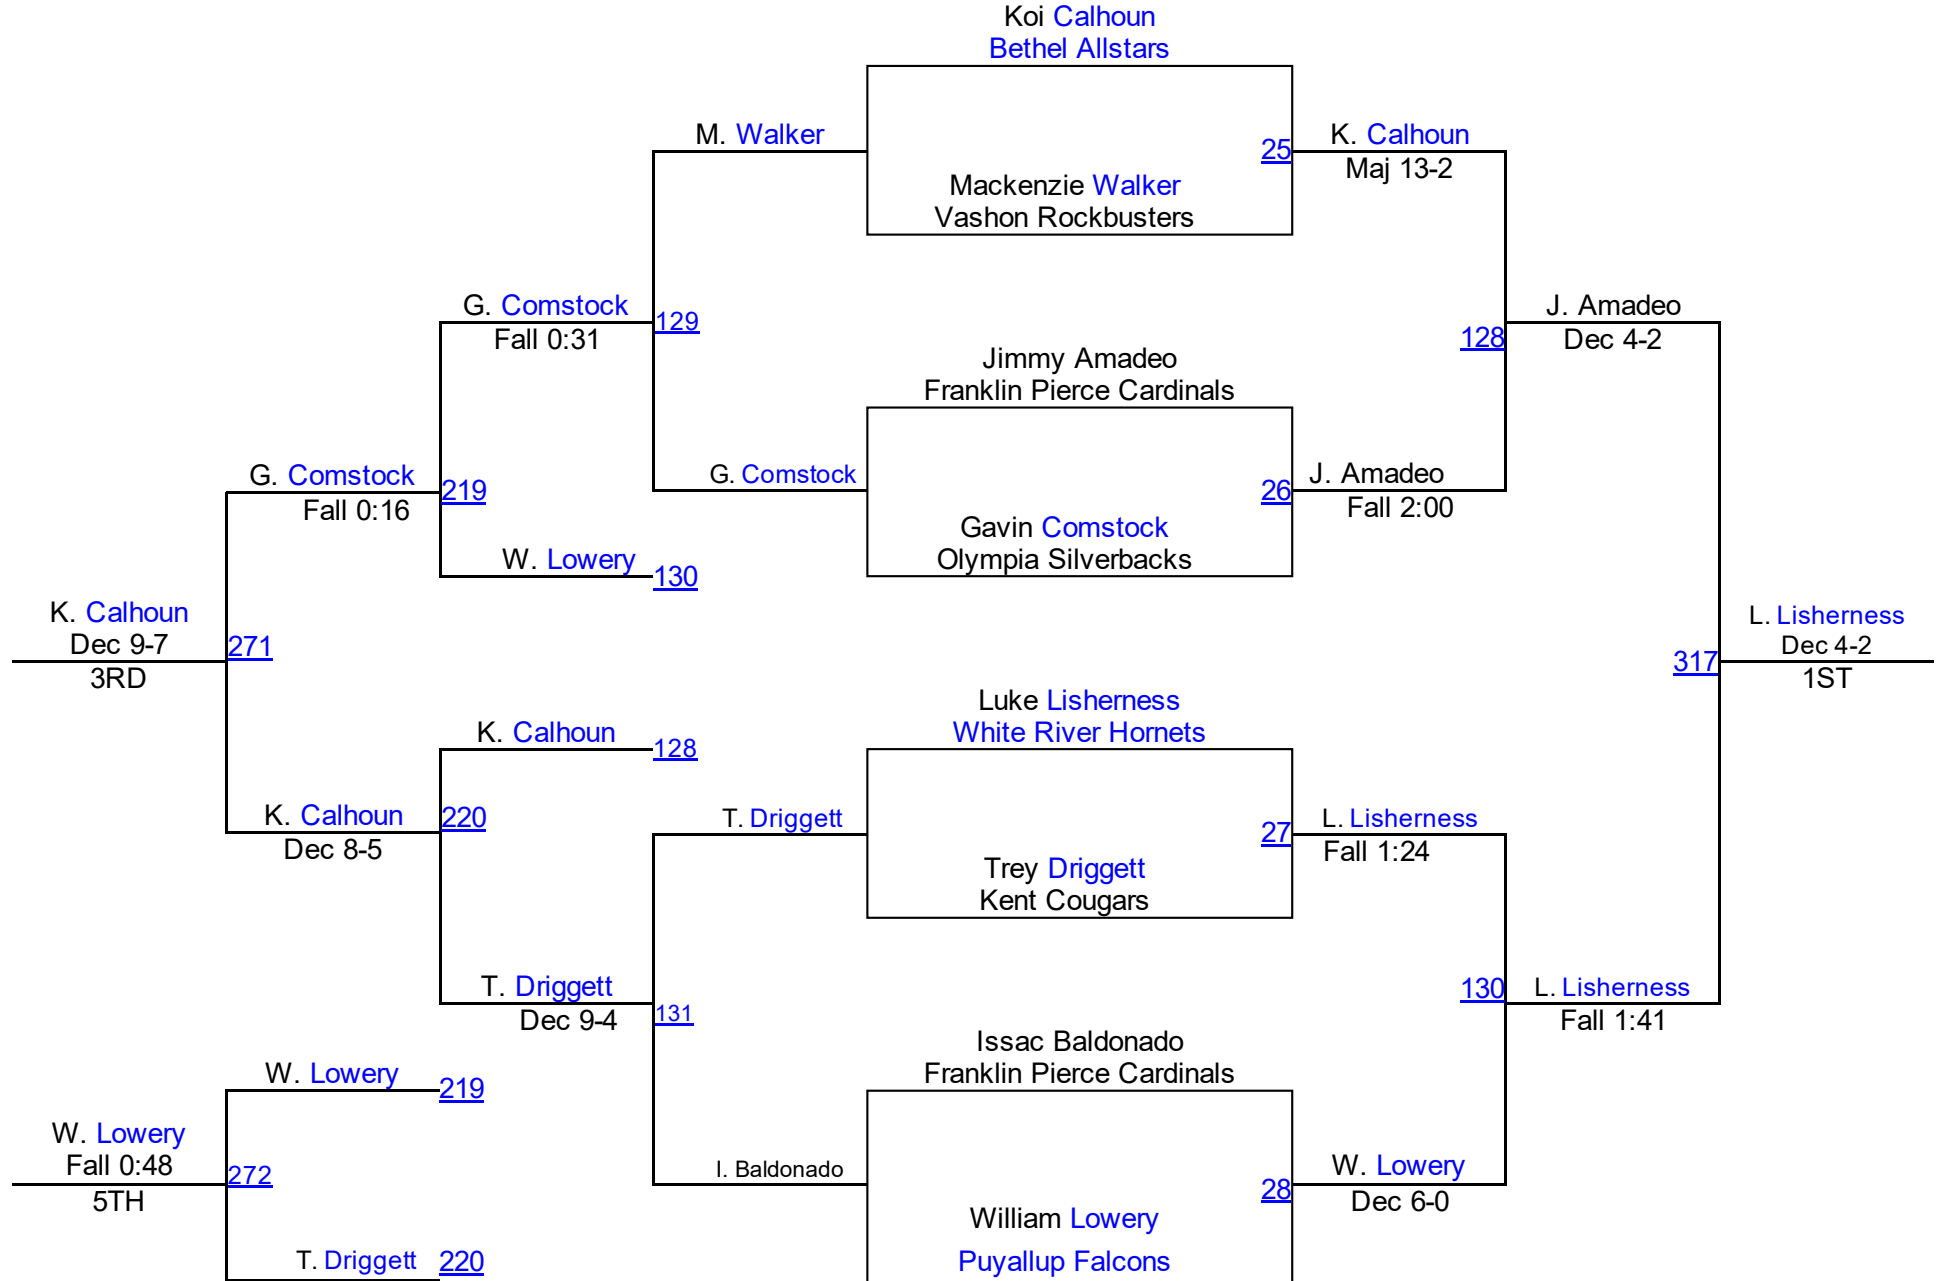 Koi Calhoun
Bethel Allstars
M. Walker
25
K. Calhoun
Maj 13-2
Mackenzie Walker
Vashon Rockbusters
G. Comstock
Fall 0:31
129
J. Amadeo
Dec 4-2
128
Jimmy Amadeo
Franklin Pierce Cardinals
G. Comstock
Fall 0:16
219
G. Comstock
26
J. Amadeo
Fall 2:00
Gavin Comstock
Olympia Silverbacks
W. Lowery
130
K. Calhoun
Dec 9-7
3RD
271
317
L. Lisherness
Dec 4-2
1ST
Luke Lisherness
White River Hornets
K. Calhoun
128
K. Calhoun
Dec 8-5
220
T. Driggett
27
L. Lisherness
Fall 1:24
Trey Driggett
Kent Cougars
T. Driggett
Dec 9-4
131
130
L. Lisherness
Fall 1:41
Issac Baldonado
Franklin Pierce Cardinals
W. Lowery
219
W. Lowery
Fall 0:48
5TH
272
I. Baldonado
28
W. Lowery
Dec 6-0
William Lowery
Puyallup Falcons
T. Driggett
220